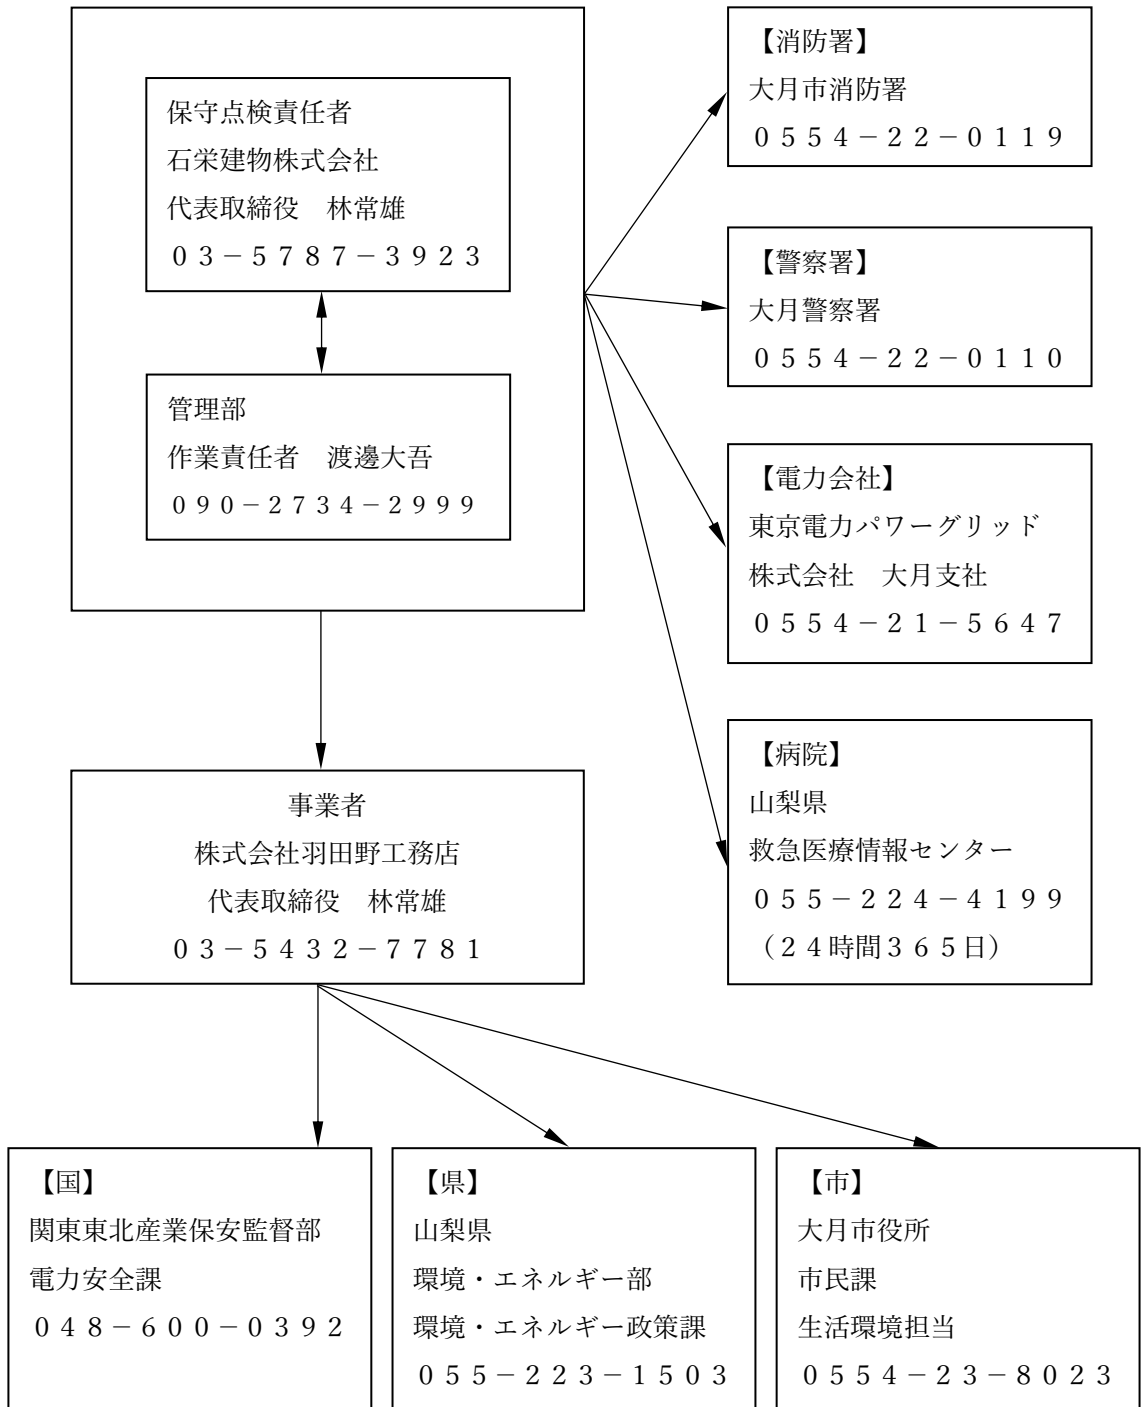 保守点検責任者
石栄建物株式会社
代表取締役　林常雄
０３－５７８７－３９２３
管理部
作業責任者　渡邊大吾
０９０－２７３４－２９９９
【消防署】
大月市消防署
０５５４－２２－０１１９
【警察署】
大月警察署
０５５４－２２－０１１０
【電力会社】
東京電力パワーグリッド
株式会社　大月支社
０５５４－２１－５６４７
【病院】
山梨県
救急医療情報センター
０５５－２２４－４１９９
（２４時間３６５日）
事業者
株式会社羽田野工務店
代表取締役　林常雄
０３－５４３２－７７８１
【国】
関東東北産業保安監督部
電力安全課
０４８－６００－０３９２
【県】
山梨県
環境・エネルギー部
環境・エネルギー政策課
０５５－２２３－１５０３
【市】
大月市役所
市民課
生活環境担当
０５５４－２３－８０２３